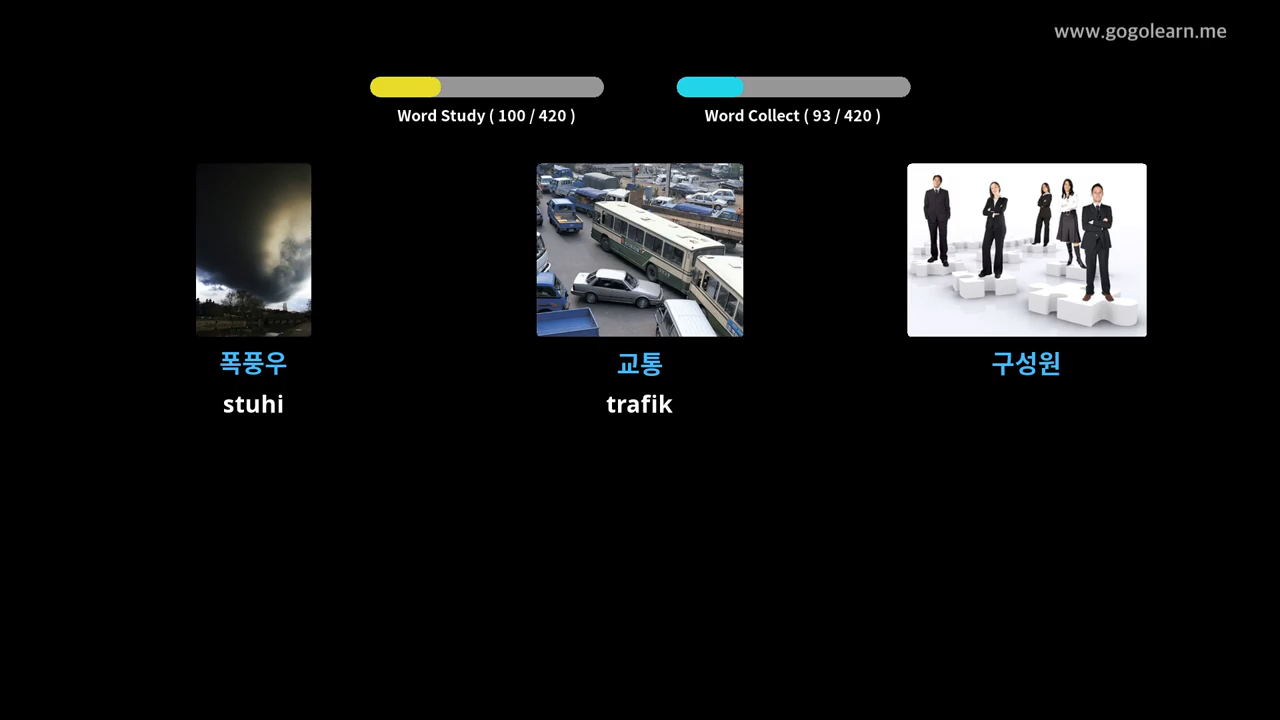 www.gogolearn.me
Word Study ( 100 / 420 )
Word Collect ( 93 / 420 )
폭풍우
교통
구성원
stuhi
trafik